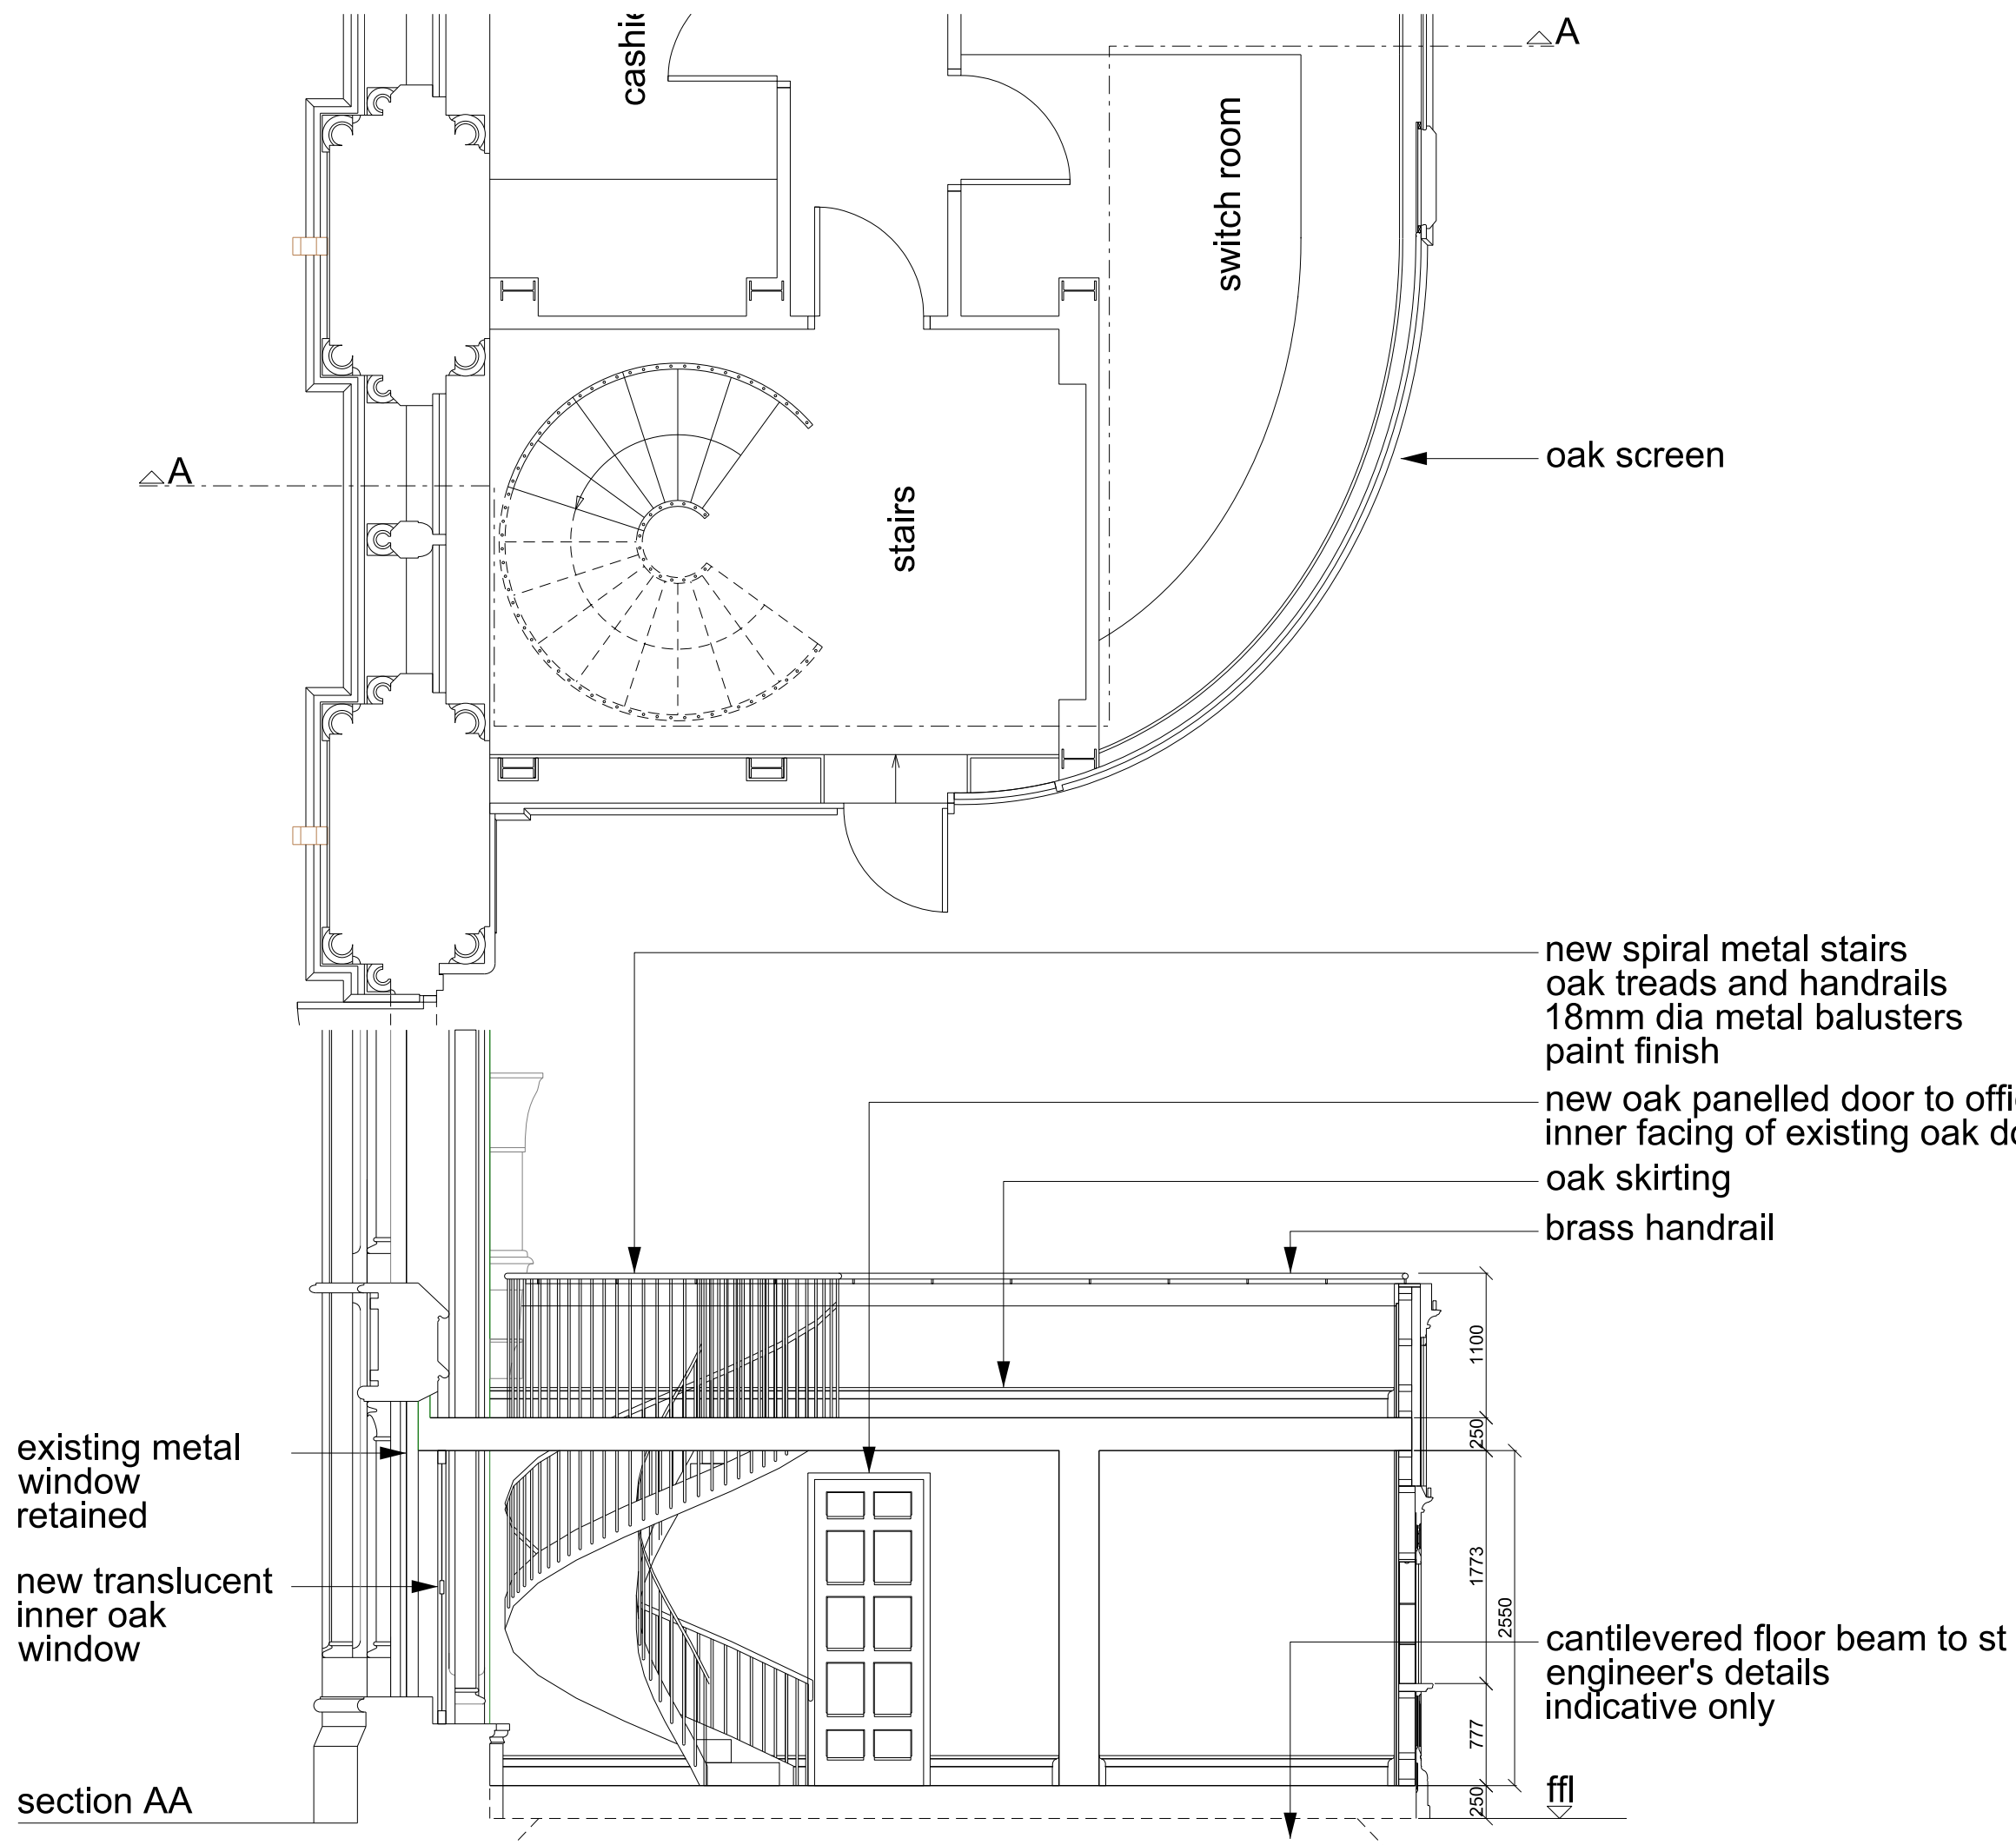 cashie
A
switch room
A
oak screen
stairs
new spiral metal stairs
oak treads and handrails
18mm dia metal balusters
paint finish
new oak panelled door to offi
inner facing of existing oak do
oak skirting
brass handrail
1100
250
existing metal
window
retained
1773
2550
new translucent
inner oak
window
cantilevered floor beam to st
engineer's details
indicative only
777
section AA
250
ffl